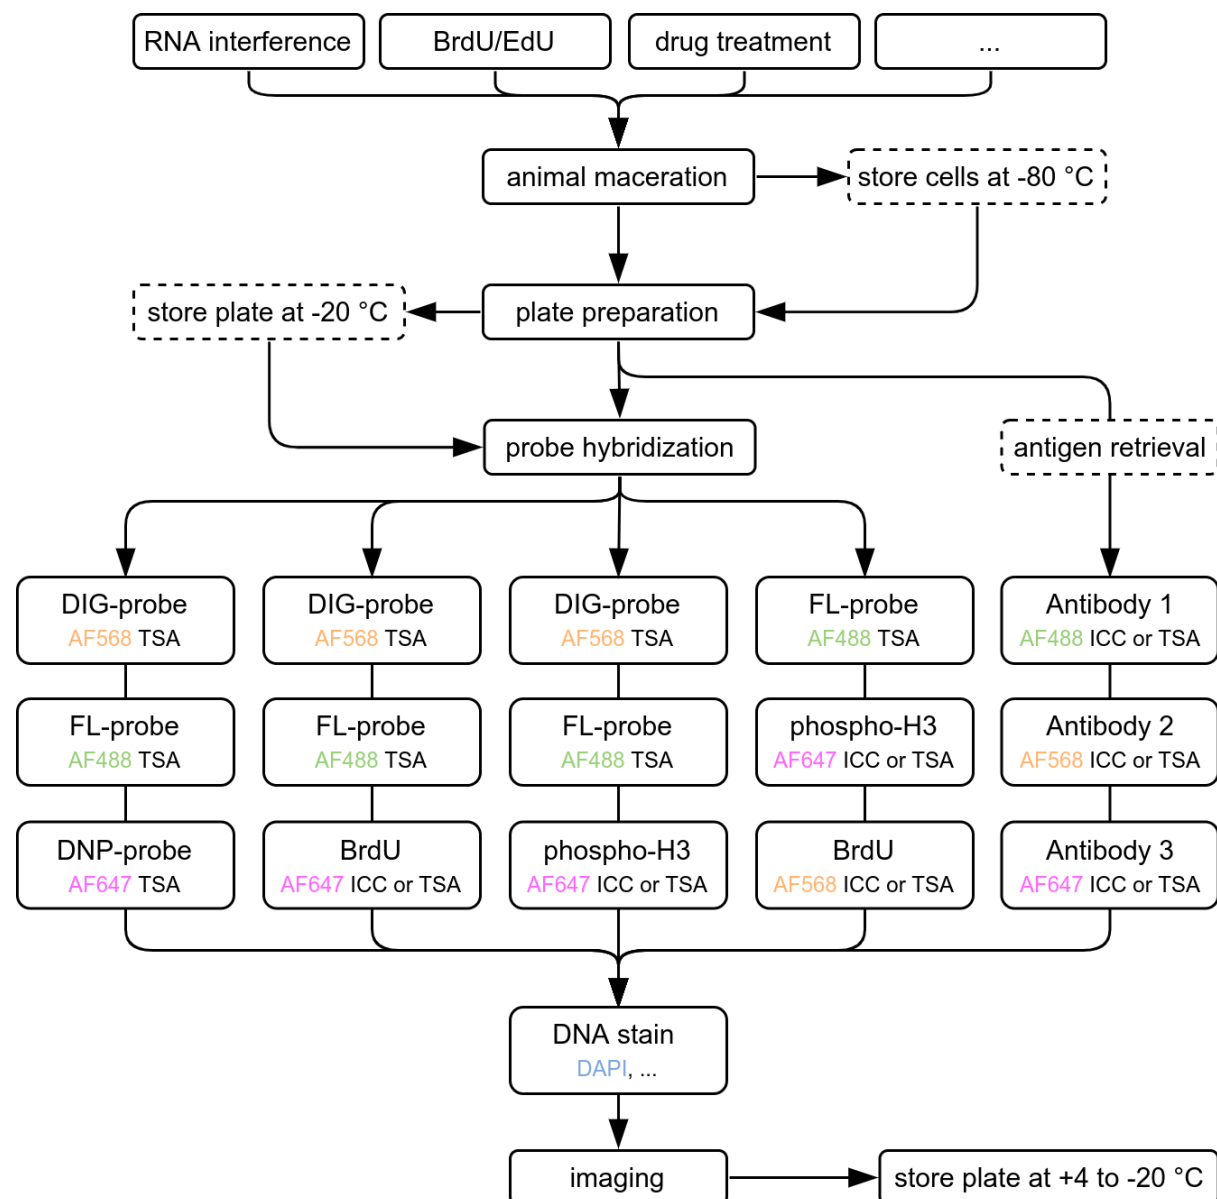 RNA interference
BrdU/EdU
drug treatment
...
animal maceration
store cells at -80 °C
store plate at -20 °C
plate preparation
probe hybridization
antigen retrieval
DIG-probe
AF568 TSA
DIG-probe
AF568 TSA
DIG-probe
AF568 TSA
FL-probe
AF488 TSA
Antibody 1
AF488 ICC or TSA
FL-probe
AF488 TSA
FL-probe
AF488 TSA
FL-probe
AF488 TSA
phospho-H3
AF647 ICC or TSA
Antibody 2
AF568 ICC or TSA
DNP-probe
AF647 TSA
BrdU
AF647 ICC or TSA
phospho-H3
AF647 ICC or TSA
BrdU
AF568 ICC or TSA
Antibody 3
AF647 ICC or TSA
DNA stain
DAPI, ...
imaging
store plate at +4 to -20 °C